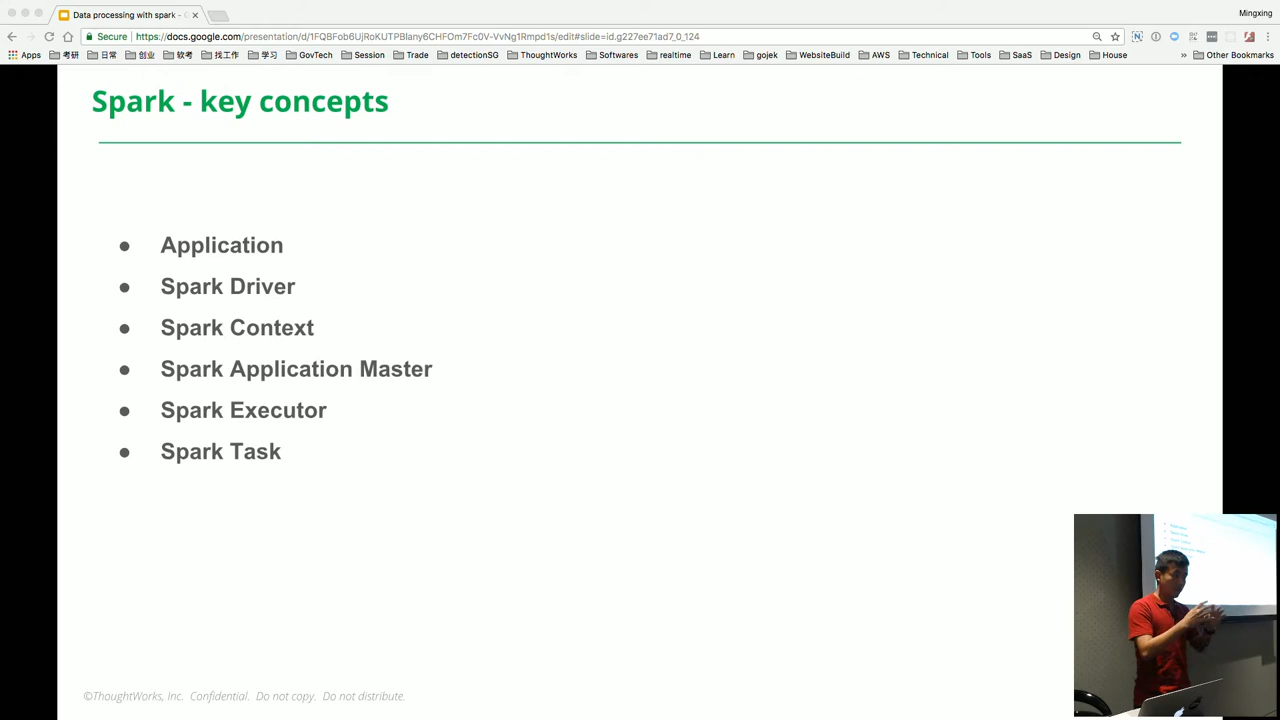 Data processing with spark -
Mingxing
Secure
https://docs.google.com/presentation/d/1FQBFob6UjRoKUTPBIany6CHFOm7Fc0V-VvNg1Rmpd1s/edit#slide=id.g227ee71ad7_0_124
Apps 考研 日常 创业 软考 找工作 学习 GovTech Session Trade detectionSG ThoughtWorks Softwares realtime Learn gojek WebsiteBuild AWS Technical Tools SaaS Design House » Other Bookmarks
Spark - key concepts
● Application
● Spark Driver
● Spark Context
● Spark Application Master
● Spark Executor
● Spark Task
©ThoughtWorks, Inc. Confidential. Do not copy. Do not distribute.